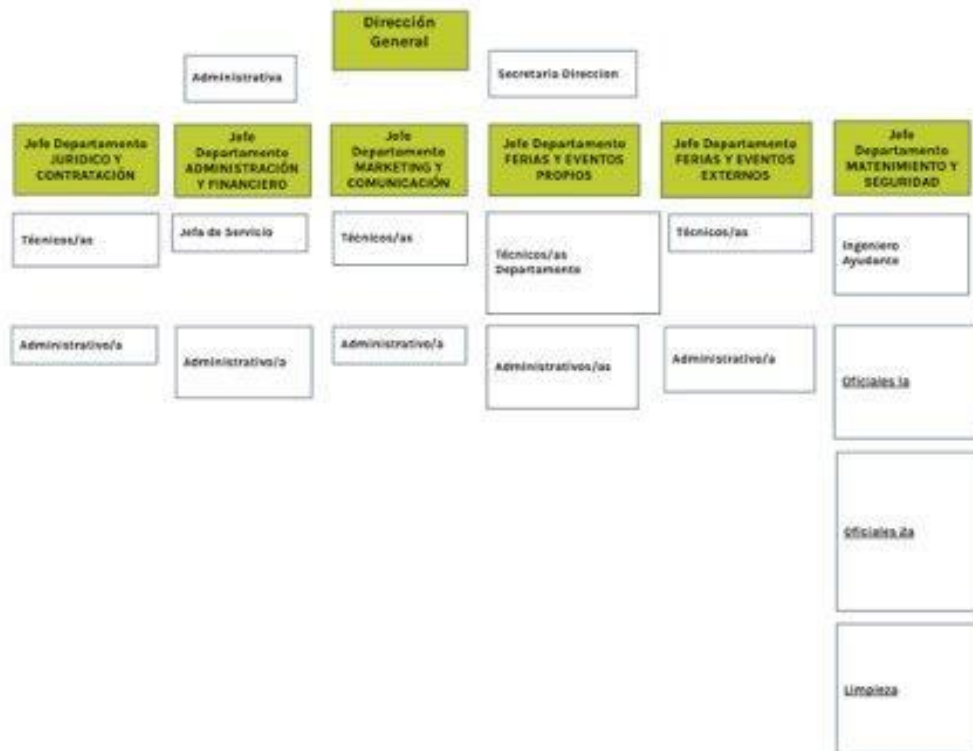 Dirección
General
Administrativa
Secretaria Direccion
Jefe Departamento
JURIDICO Y
CONTRATACIÓN
Jefe
Departamento
ADMINISTRACIÓN
Y FINANCIERO
Jefe
Departamento
MARKETING Y
COMUNICACIÓN
Jefe Departamento
FERIAS Y EVENTOS
PROPIOS
Jefe Departamento
FERIAS Y EVENTOS
EXTERNOS
Jefe
Departamento
MATENIMIENTO Y
SEGURIDAD
Técnicos/as
Jefa de Servicio
Técnicos/as
Técnicos/as
Departamento
Técnicos/as
Ingeniero
Ayudante
Administrativo/a
Administrativo/a
Administrativo/a
Administrativos/as
Administrativo/a
Oficiales 1a
Oficiales 2a
Limpieza